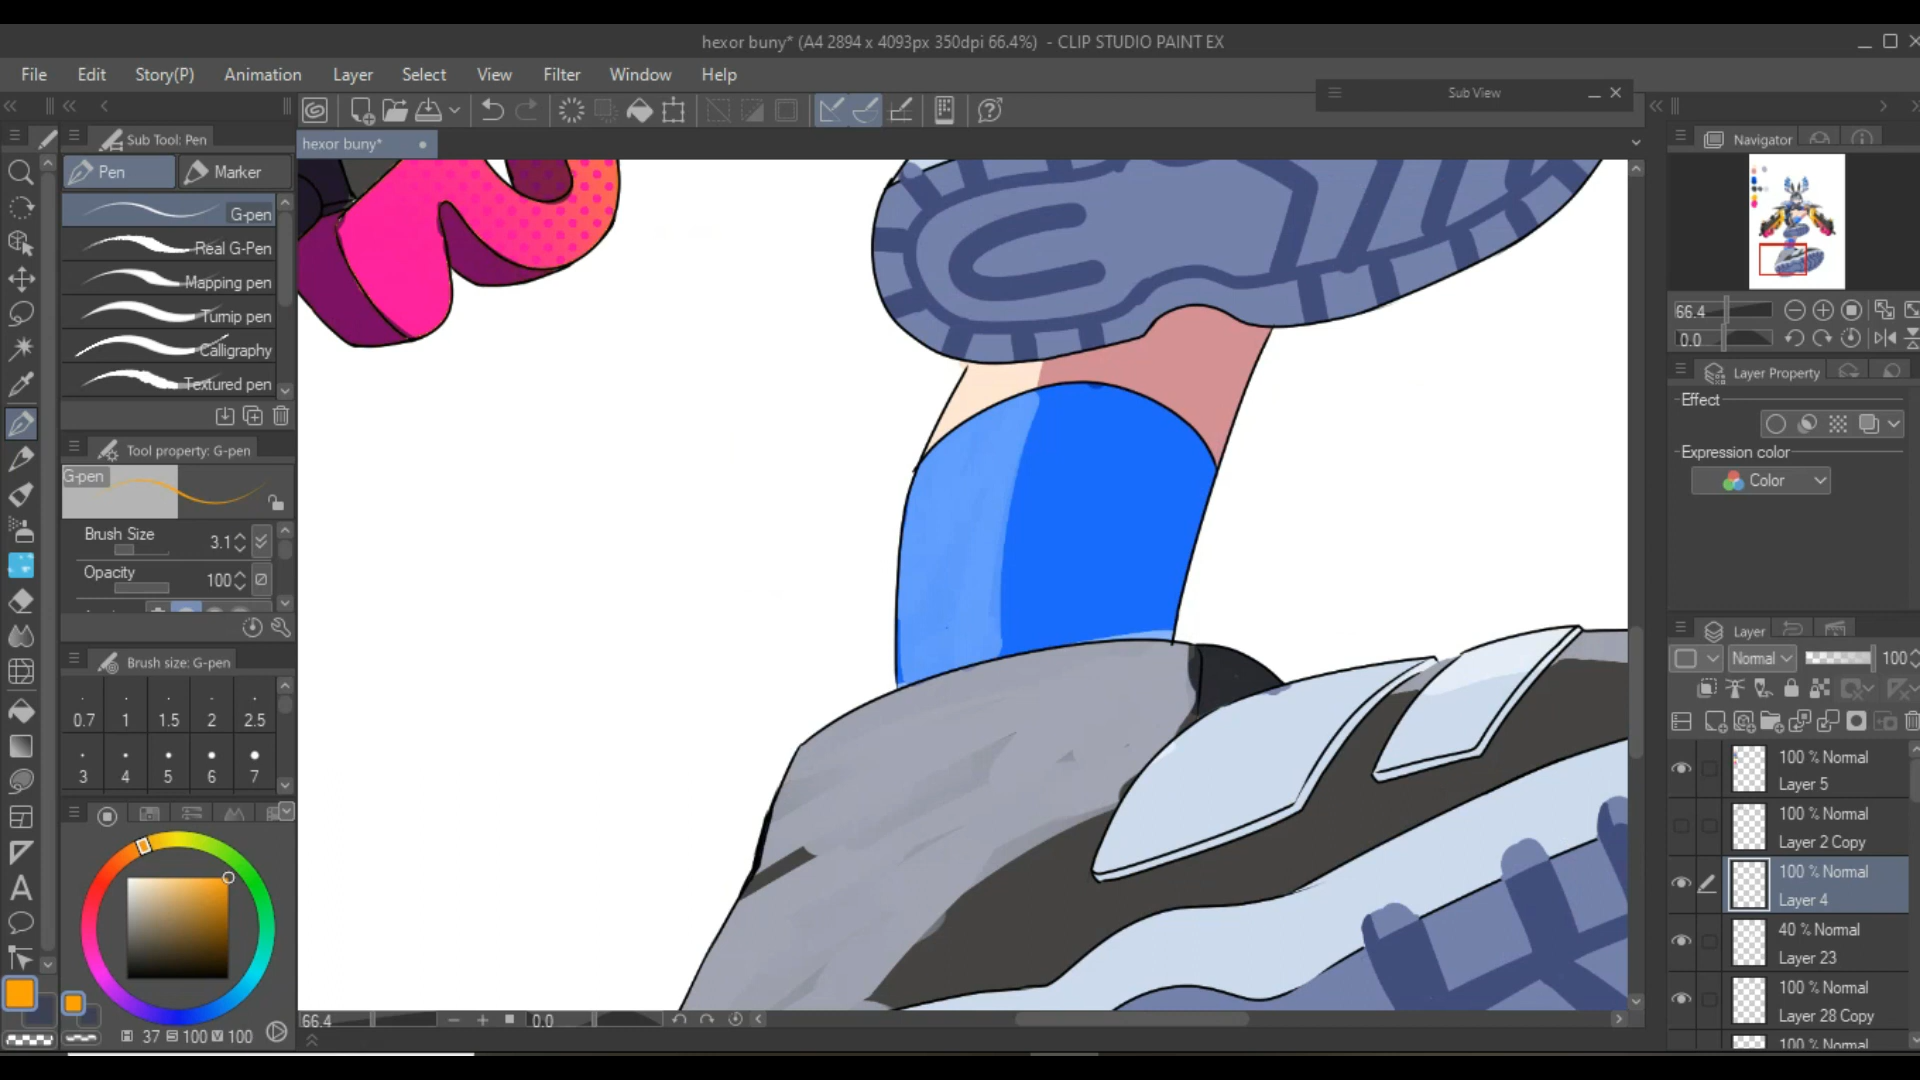 hexor buny* (A4 2894 x 4093px 350dpi 66.4%)  - CLIP STUDIO PAINT EX
File Edit Story(P) Animation Layer Select View Filter Window Help
Sub View
Sub Tool: Pen
hexor buny*
Navigator
Pen Marker
G-pen
Real G-Pen
Mapping pen
Turnip pen
Calligraphy
Textured pen
66.4
0.0
Layer Property
Effect
Expression color
Color
Tool property: G-pen
G-pen
Brush Size 3.1
Opacity 100
Brush size: G-pen
0.7 1 1.5 2 2.5
3 4 5 6 7
Layer
Normal 100
100 % Normal
Layer 5
100 % Normal
Layer 2 Copy
100 % Normal
Layer 4
40 % Normal
Layer 23
100 % Normal
Layer 28 Copy
100 % Normal
66.4 0.0
H 37 S 100 V 100